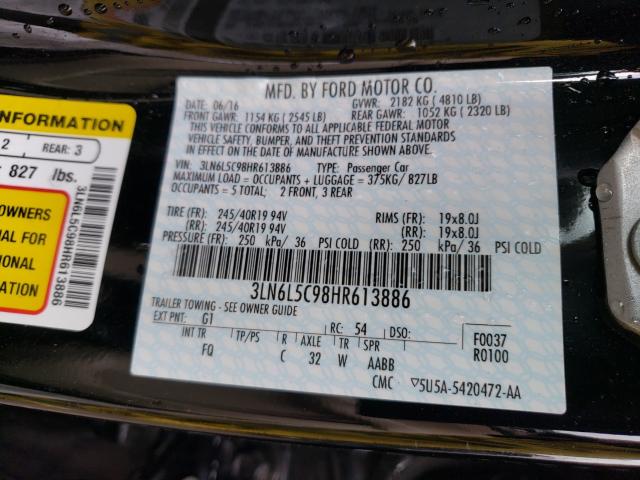 MFD. BY FORD MOTOR CO.
DATE: 06/16 GVWR: 2182 KG ( 4810 LB)
FRONT GAWR: 1154 KG ( 2545 LB) REAR GAWR: 1052 KG ( 2320 LB)
THIS VEHICLE CONFORMS TO ALL APPLICABLE FEDERAL MOTOR
VEHICLE SAFETY, BUMPER, AND THEFT PREVENTION STANDARDS
IN EFFECT ON THE DATE OF MANUFACTURE SHOWN ABOVE.
VIN: 3LN6L5C98HR613886 TYPE: Passenger Car
MAXIMUM LOAD = OCCUPANTS + LUGGAGE = 375KG/ 827LB
OCCUPANTS = 5 TOTAL; 2 FRONT, 3 REAR
TIRE (FR): 245/40R19 94V RIMS (FR): 19x8.0J
(RR): 245/40R19 94V (RR): 19x8.0J
PRESSURE (FR): 250 kPa/ 36 PSI COLD (RR): 250 kPa/ 36 PSI COLD
3LN6L5C98HR613886
TRAILER TOWING - SEE OWNER GUIDE
EXT PNT: G1 RC: 54 DSO:
INT TR TP/PS R AXLE TR SPR
FQ C 32 W AABB
F0037
R0100
CMC 5U5A-5420472-AA
INFORMATION
2 REAR: 3
827 lbs.
OWNERS
MANUAL FOR
ADDITIONAL
INFORMATION
3LN6L5C98HR613886